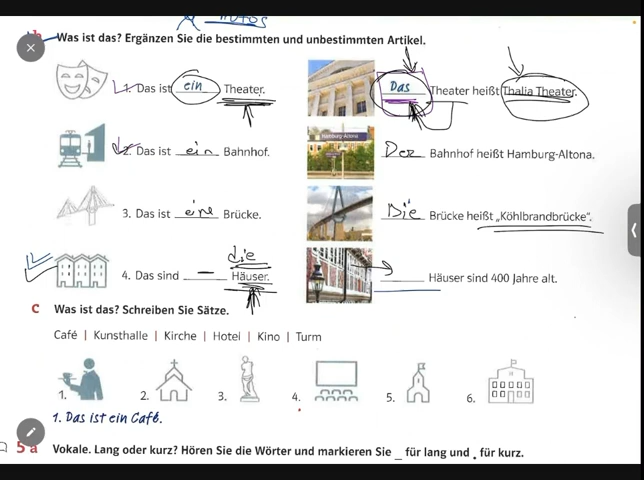 Autos
Was ist das? Ergänzen Sie die bestimmten und unbestimmten Artikel.
1. Das ist ein Theater.
Das Theater heißt Thalia Theater.
2. Das ist ein Bahnhof.
Hamburg-Altona
Der Bahnhof heißt Hamburg-Altona.
3. Das ist eine Brücke.
Die Brücke heißt „Köhlbrandbrücke“.
die
4. Das sind — Häuser.
Häuser sind 400 Jahre alt.
c Was ist das? Schreiben Sie Sätze.
Café | Kunsthalle | Kirche | Hotel | Kino | Turm
1. 2. 3. 4. 5. 6.
1. Das ist ein Café.
5 a Vokale. Lang oder kurz? Hören Sie die Wörter und markieren Sie _ für lang und . für kurz.